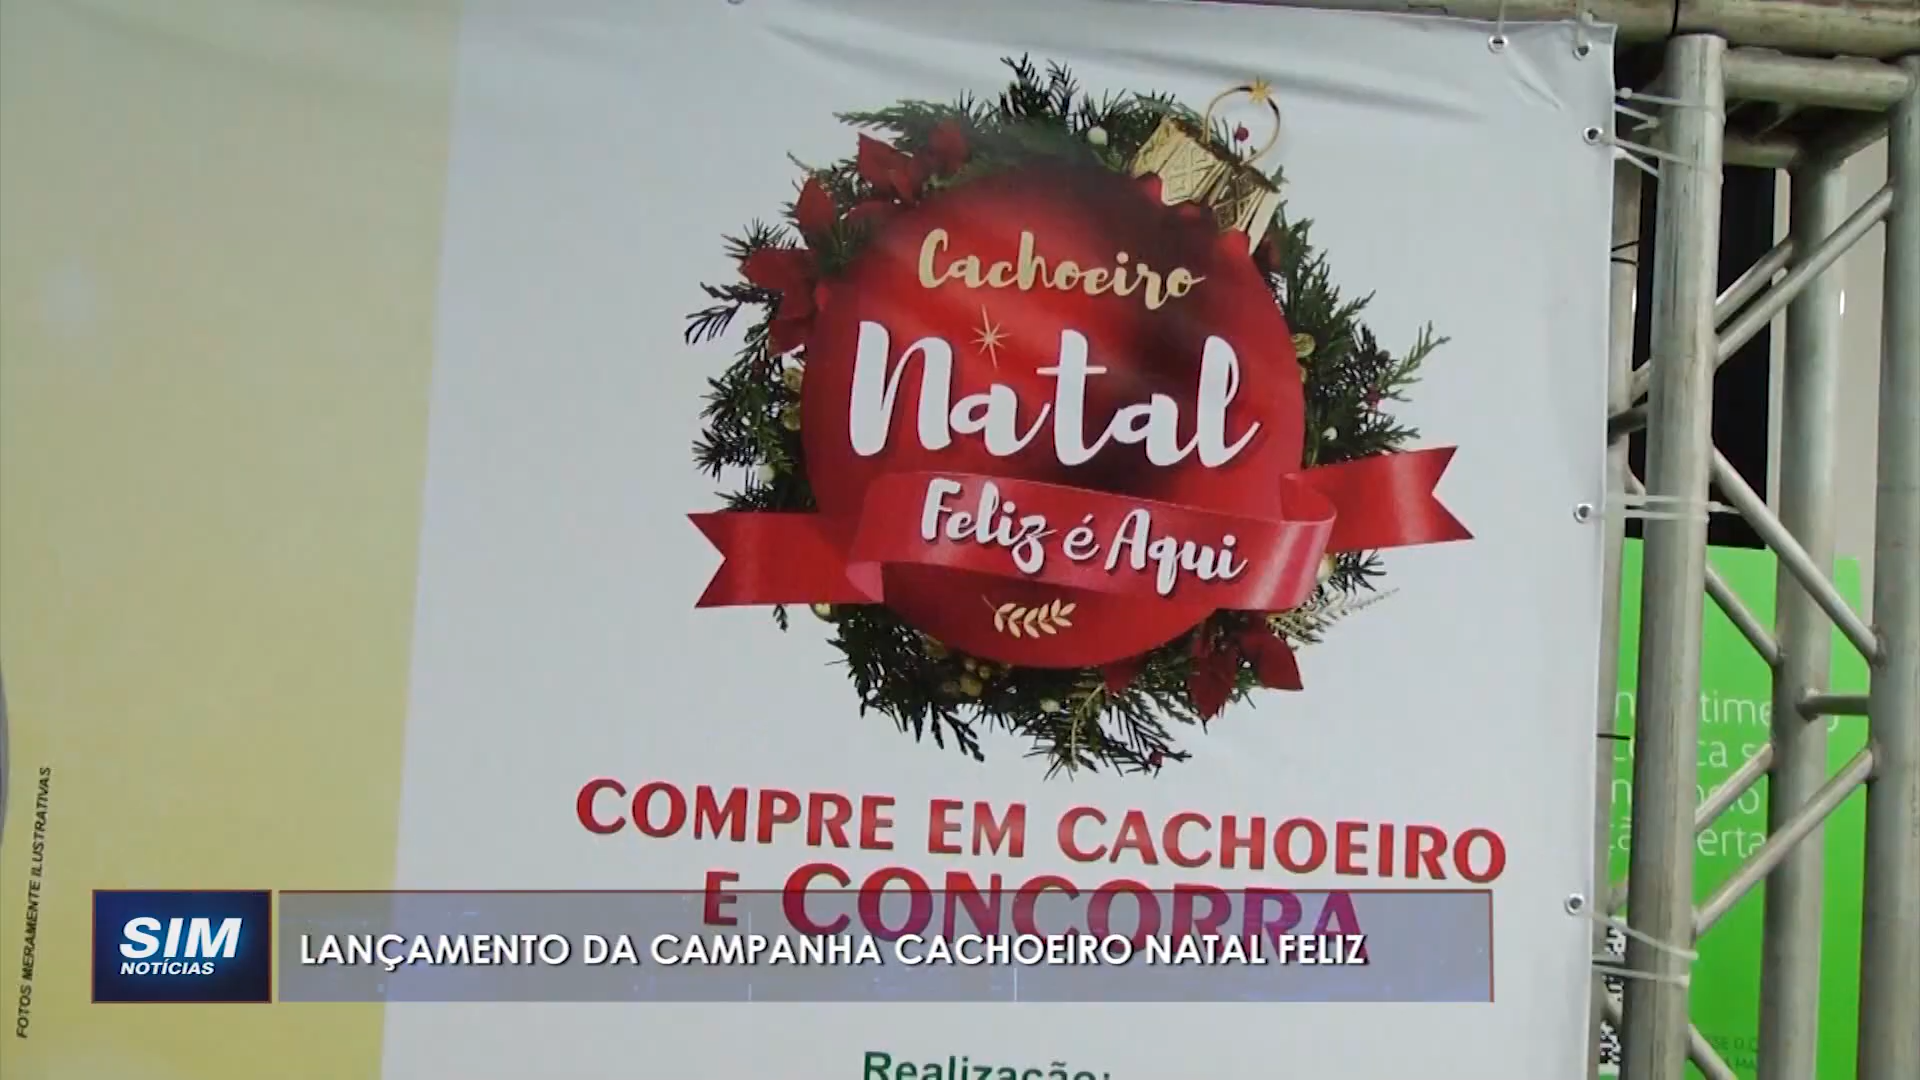 Cachoeiro
Natal
Feliz é Aqui
COMPRE EM CACHOEIRO
E CONCORRA
SIM
NOTÍCIAS
LANÇAMENTO DA CAMPANHA CACHOEIRO NATAL FELIZ
Realização:
FOTOS MERAMENTE ILUSTRATIVAS